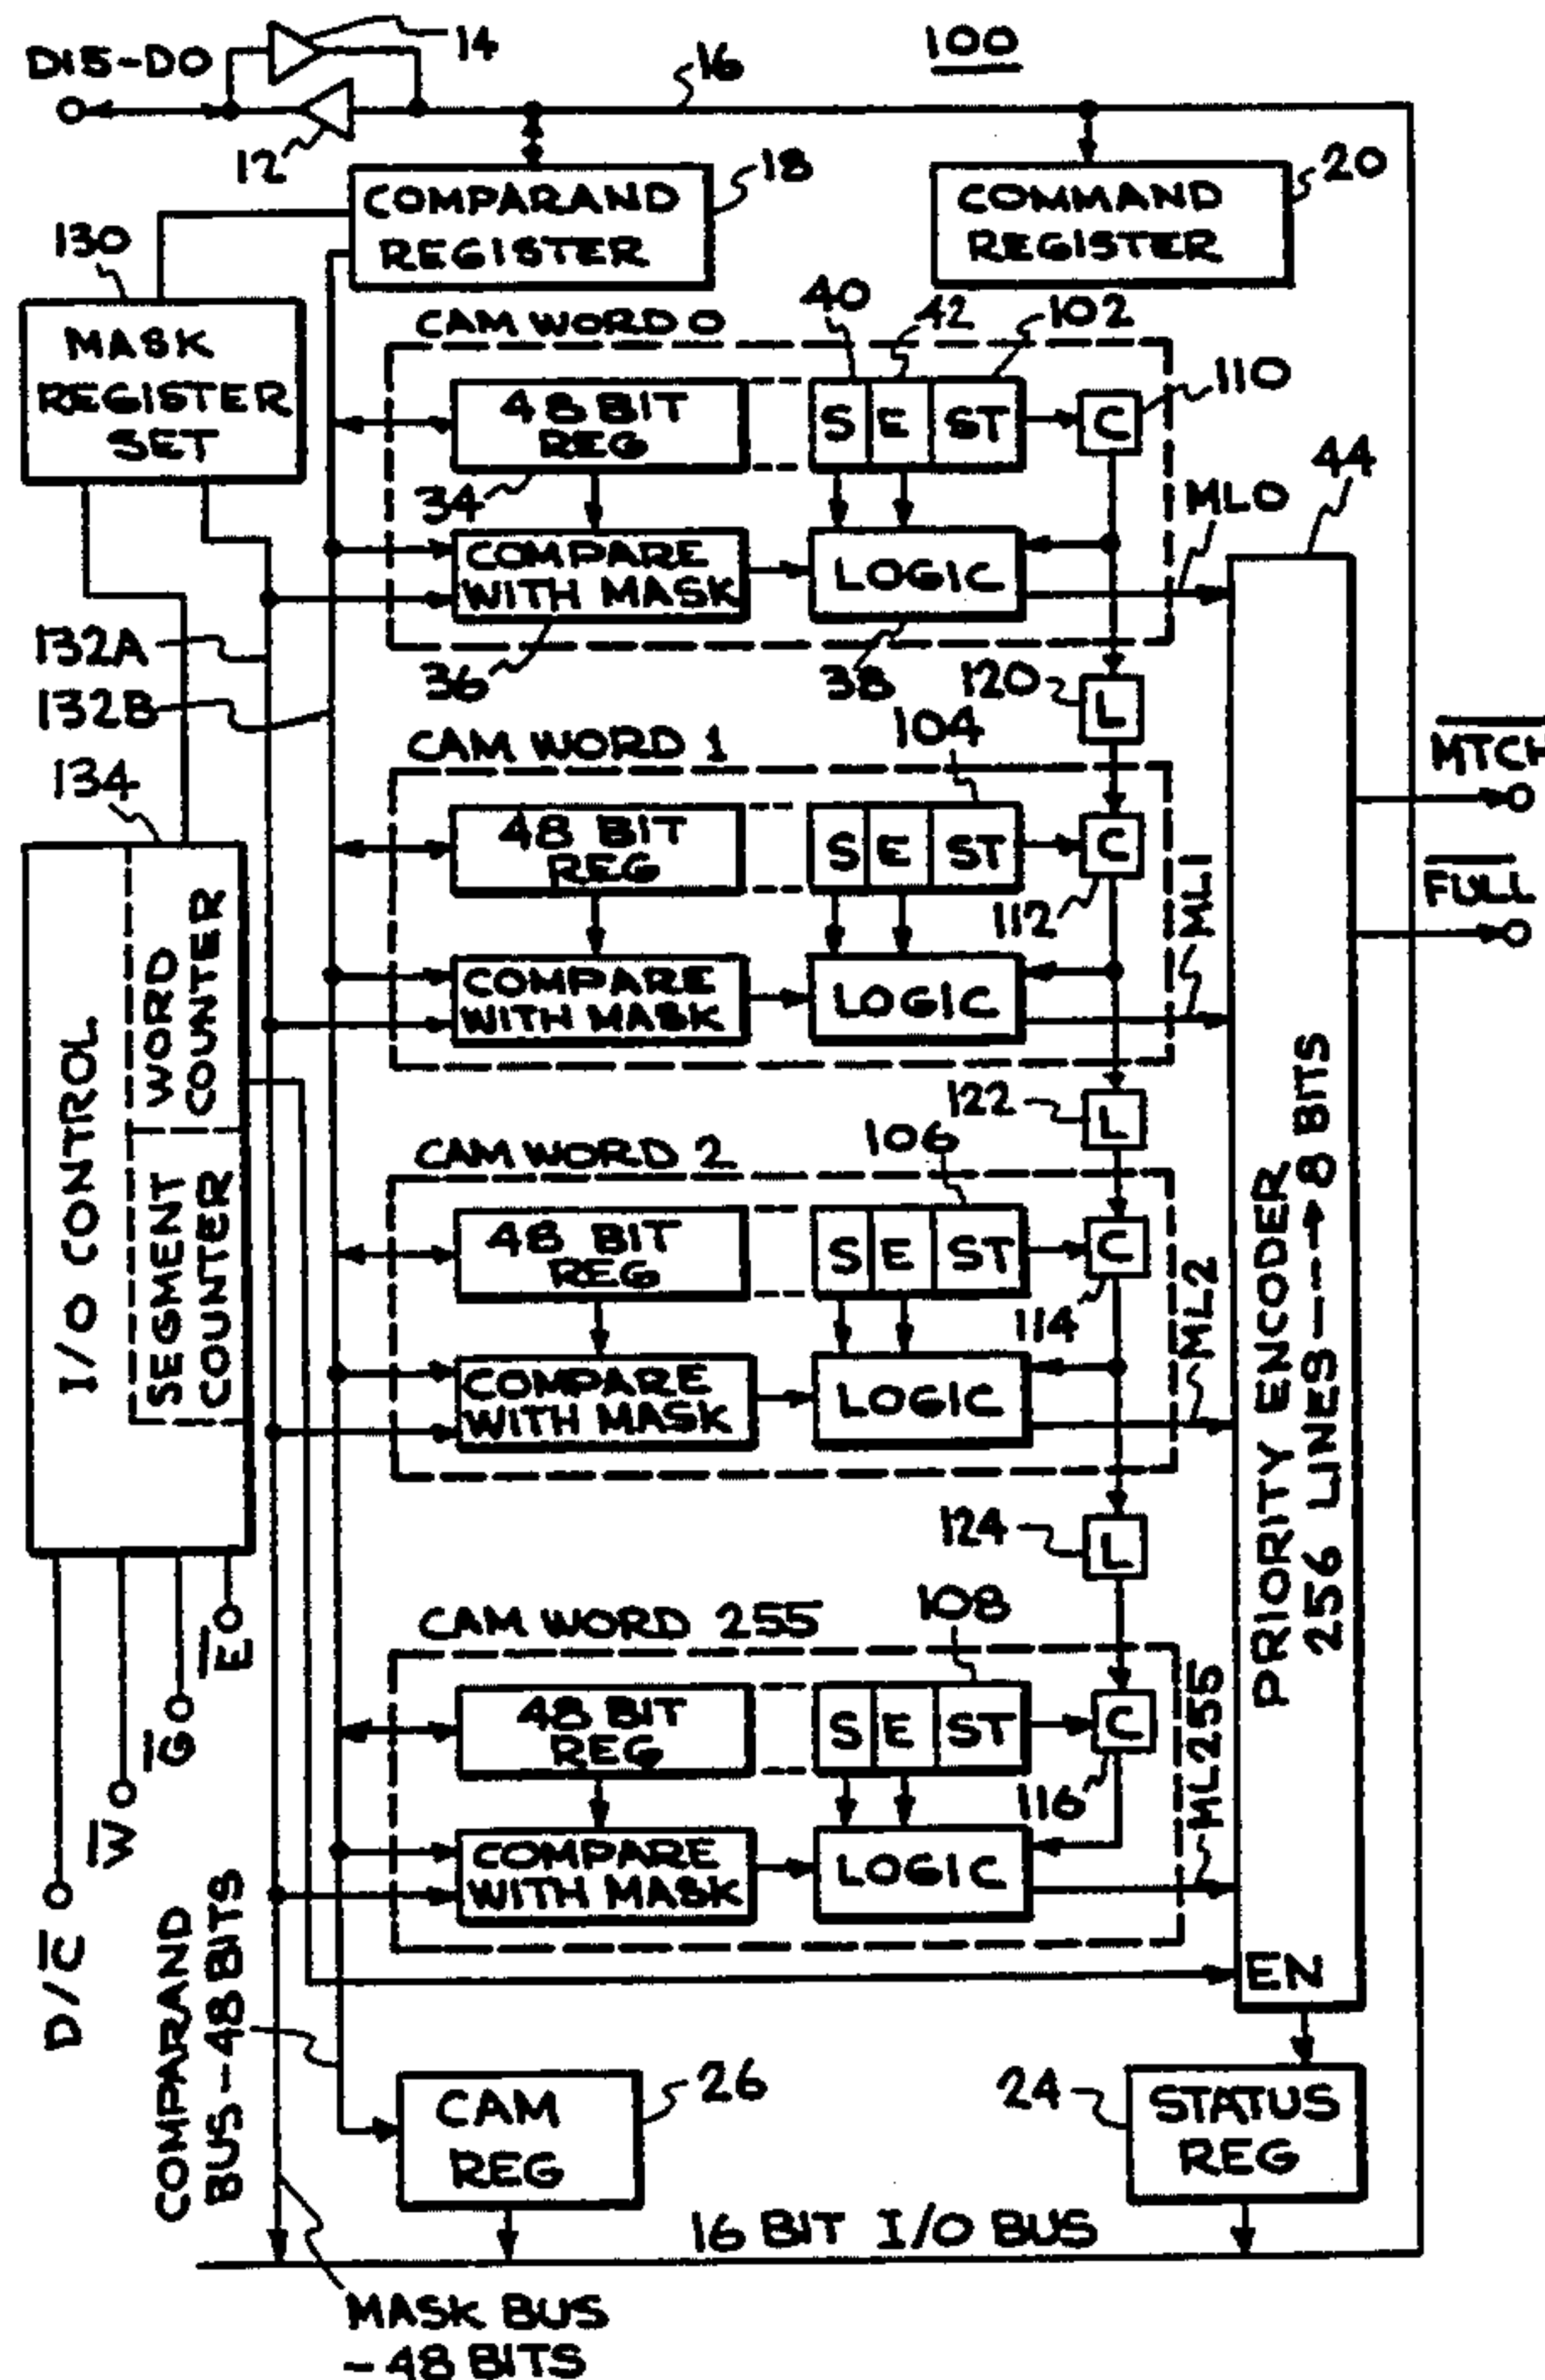 D15-D0
14
16
100
12
COMPARAND
REGISTER
18
COMMAND
REGISTER
20
130
MASK
REGISTER
SET
CAM WORD 0
40
42
102
48 BIT
REG
S
E
ST
C
110
34
44
ML0
COMPARE
WITH MASK
LOGIC
132A
36
38
120
L
132B
134
CAM WORD 1
104
MTCH
48 BIT
REG
S
E
ST
C
112
ML1
FULL
COMPARE
WITH MASK
LOGIC
I/O CONTROL
WORD
COUNTER
SEGMENT
COUNTER
122
L
CAM WORD 2
106
48 BIT
REG
S
E
ST
C
114
ML2
COMPARE
WITH MASK
LOGIC
PRIORITY ENCODER
256 LINES→8 BITS
124
L
CAM WORD 255
108
48 BIT
REG
S
E
ST
C
116
ML255
COMPARE
WITH MASK
LOGIC
E
G
W
D/C
EN
COMPARAND
BUS-48 BITS
CAM
REG
26
24
STATUS
REG
16 BIT I/O BUS
MASK BUS
-48 BITS